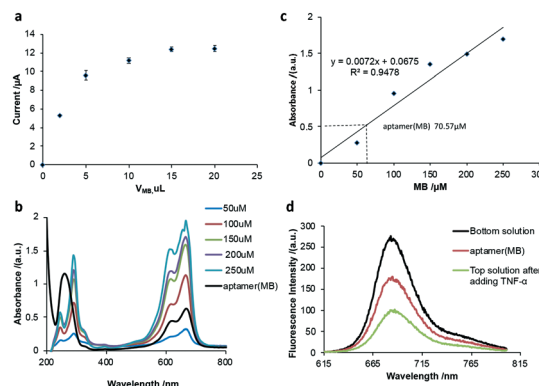 a
Current /µA
14
12
10
8
6
4
2
0
0 5 10 15 20 25
V MB, uL
c
Absorbance /(a.u.)
2
1.5
1
0.5
0
y = 0.0072x + 0.0675
R² = 0.9478
aptamer(MB) 70.57µM
0 50 100 150 200 250 300
MB /µM
b
Absorbance /(a.u.)
2
1.5
1
0.5
0
50uM
100uM
150uM
200uM
250uM
aptamer(MB)
200 400 600 800
Wavelength /nm
d
Fluorescence Intensity /(a.u.)
300
250
200
150
100
50
0
Bottom solution
aptamer(MB)
Top solution after
adding TNF-α
615 665 715 765 815
Wavelength /nm